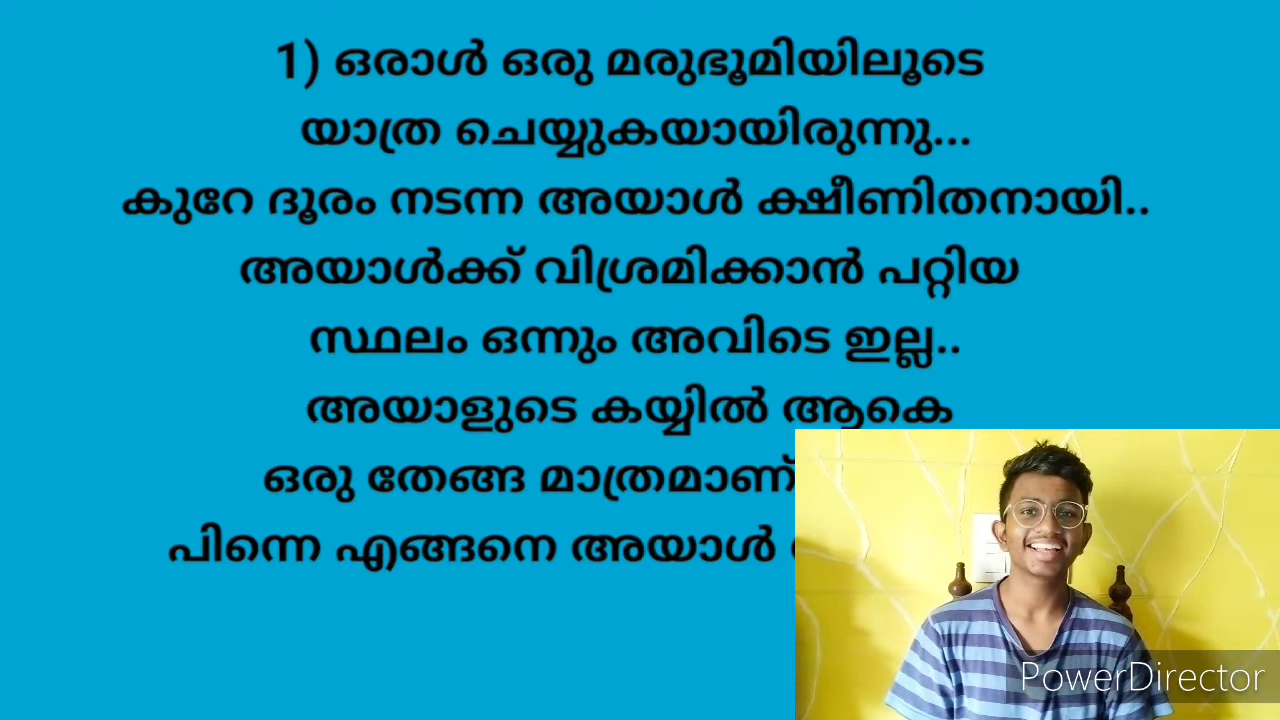 1) ഒരാൾ ഒരു മരുഭൂമിയിലൂടെ
യാത്ര ചെയ്യുകയായിരുന്നു...
കുറേ ദൂരം നടന്ന അയാൾ ക്ഷീണിതനായി..
അയാൾക്ക് വിശ്രമിക്കാൻ പറ്റിയ
സ്ഥലം ഒന്നും അവിടെ ഇല്ല..
അയാളുടെ കയ്യിൽ ആകെ
ഒരു തേങ്ങ മാത്രമാണ്
പിന്നെ എങ്ങനെ അയാൾ
PowerDirector